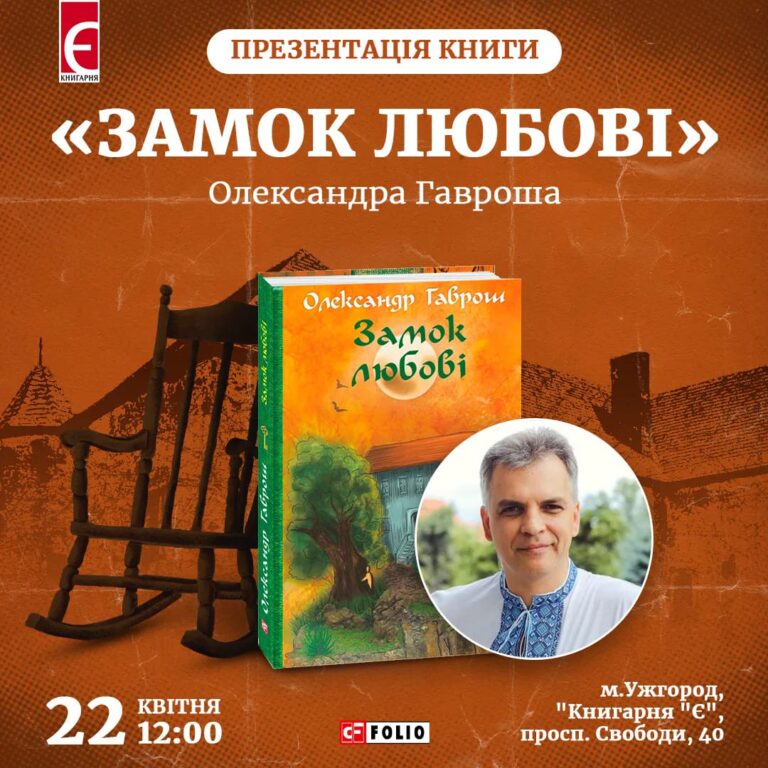 Є
КНИГАРНЯ
ПРЕЗЕНТАЦІЯ КНИГИ
«ЗАМОК ЛЮБОВІ»
Олександра Гавроша
Олександр Гаврош
Замок
любові
Олександр Гаврош
Замок любові
22 КВІТНЯ
12:00
CF FOLIO
м.Ужгород,
"Книгарня "Є",
просп. Свободи, 40